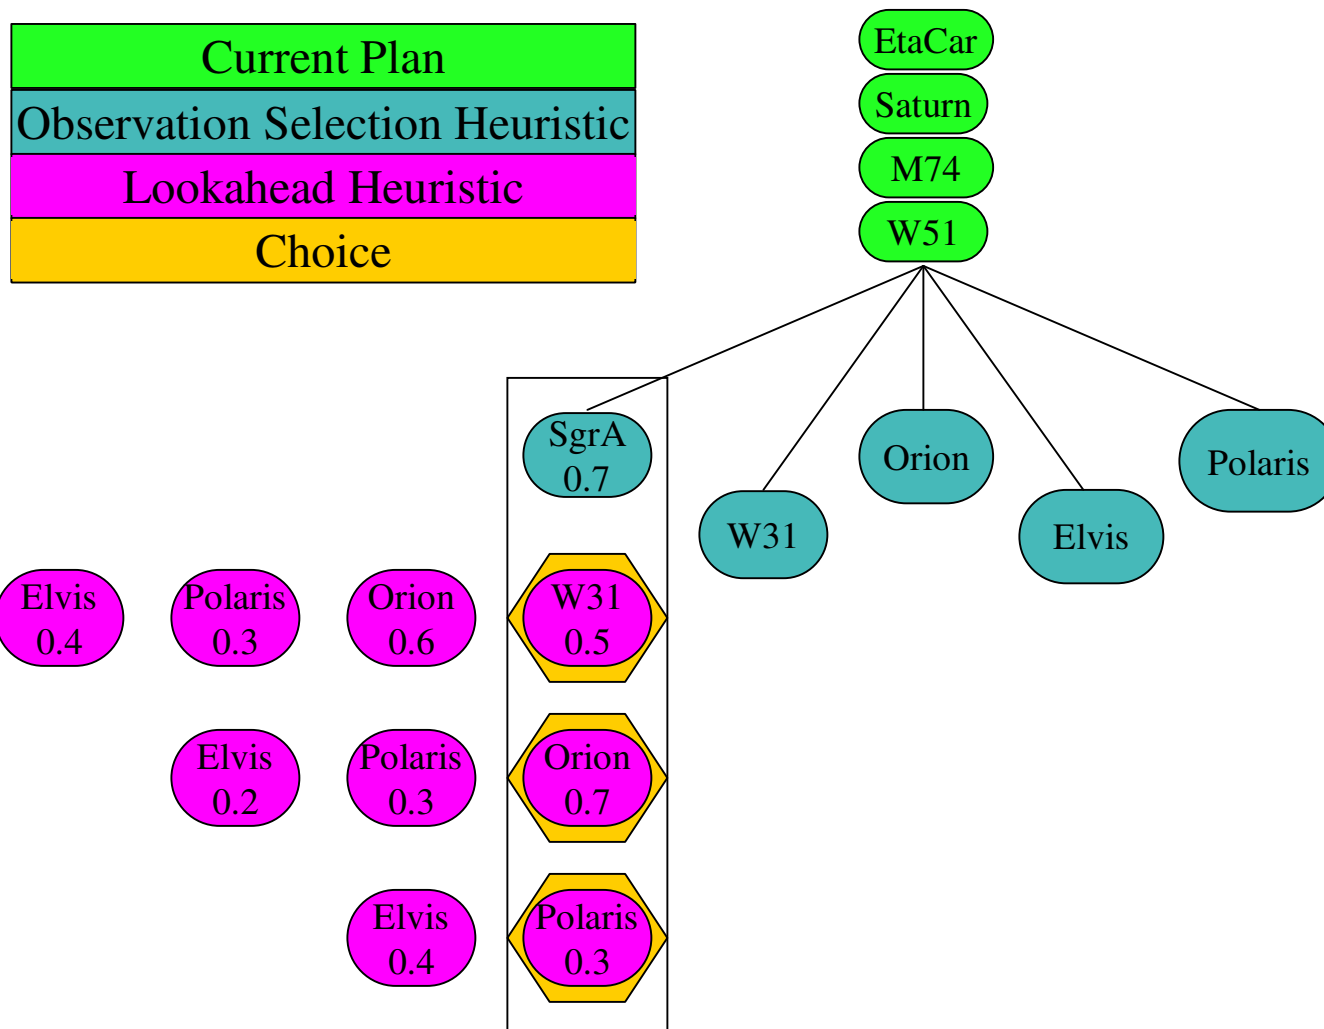 Current Plan
Observation Selection Heuristic
Lookahead Heuristic
Choice
EtaCar
Saturn
M74
W51
SgrA
0.7
W31
Orion
Elvis
Polaris
Elvis
0.4
Polaris
0.3
Orion
0.6
W31
0.5
Elvis
0.2
Polaris
0.3
Orion
0.7
Elvis
0.4
Polaris
0.3